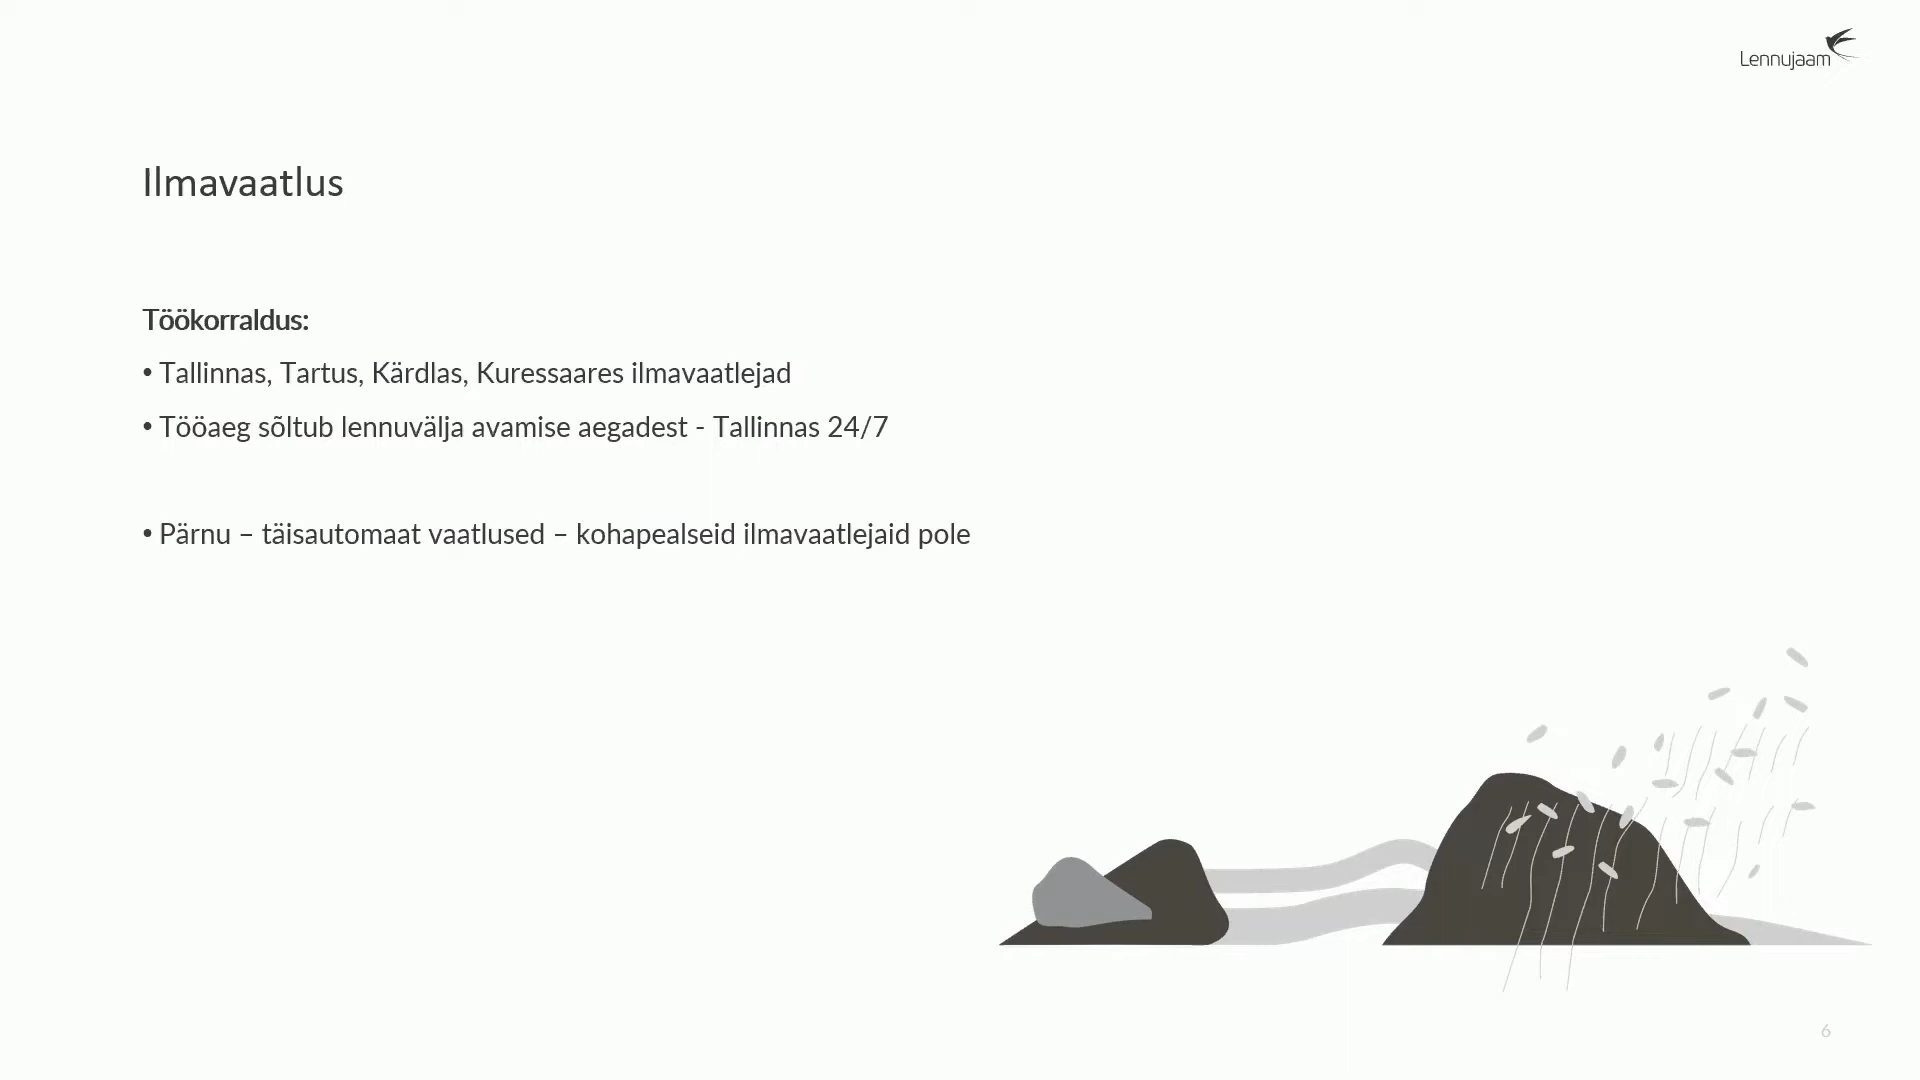 Lennujaam
Ilmavaatlus
Töökorraldus:
• Tallinnas, Tartus, Kärdlas, Kuressaares ilmavaatlejad
• Tööaeg sõltub lennuvälja avamise aegadest - Tallinnas 24/7
• Pärnu – täisautomaat vaatlused – kohapealseid ilmavaatlejaid pole
6